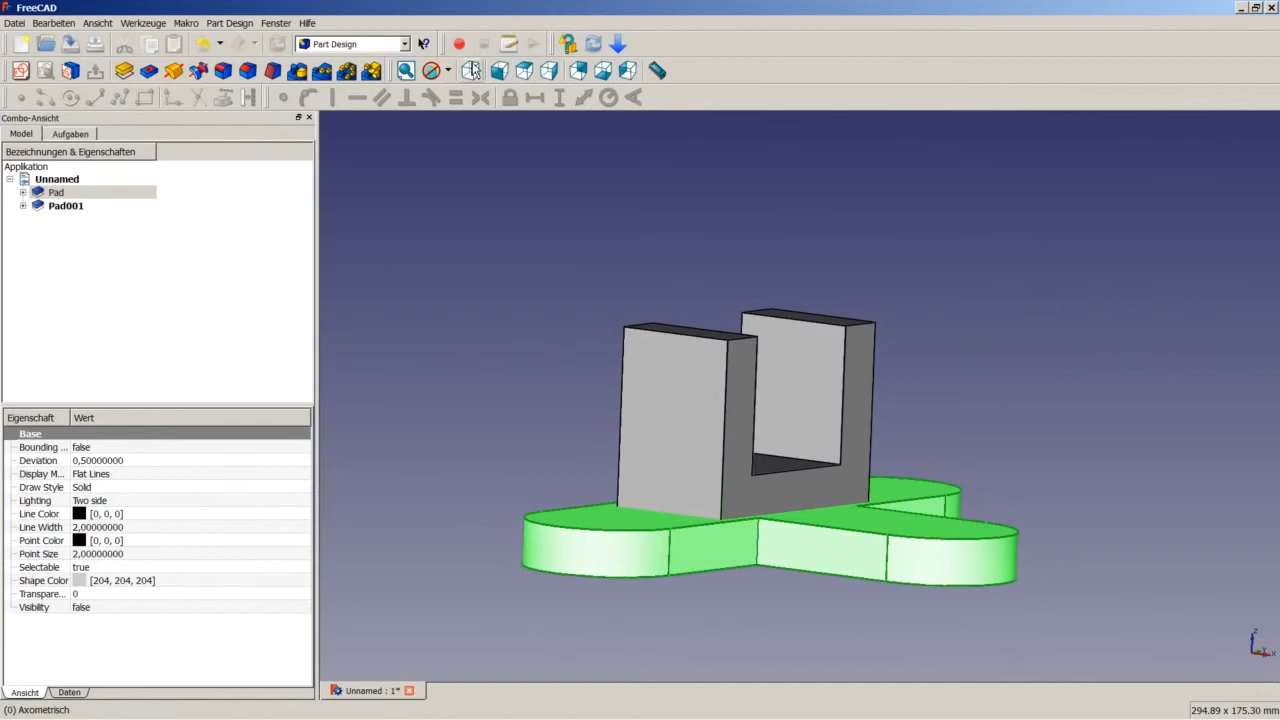 FreeCAD
Datei Bearbeiten Ansicht Werkzeuge Makro Part Design Fenster Hilfe
Part Design
Combo-Ansicht
Model Aufgaben
Bezeichnungen & Eigenschaften
Applikation
Unnamed
Pad
Pad001
Eigenschaft Wert
Base
Bounding ... false
Deviation 0,50000000
Display M... Flat Lines
Draw Style Solid
Lighting Two side
Line Color [0, 0, 0]
Line Width 2,00000000
Point Color [0, 0, 0]
Point Size 2,00000000
Selectable true
Shape Color [204, 204, 204]
Transpare... 0
Visibility false
Ansicht Daten
Unnamed : 1*
(0) Axometrisch
294.89 x 175.30 mm
Z
Y
X